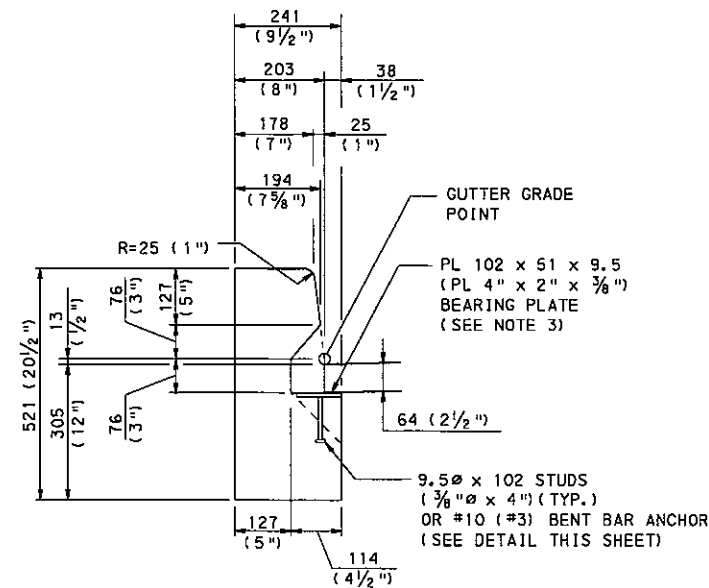 241
(9½")
203
(8")
38
(1½")
178
(7")
25
(1")
194
(7⅝")
GUTTER GRADE
POINT
R=25 (1")
PL 102 x 51 x 9.5
(PL 4" x 2" x ⅜")
BEARING PLATE
(SEE NOTE 3)
127
(5")
76
(3")
13
(½")
521 (20½")
305
(12")
76
(3")
64 (2½")
9.5ø x 102 STUDS
(⅜"ø x 4")(TYP.)
OR #10 (#3) BENT BAR ANCHOR
(SEE DETAIL THIS SHEET)
127
(5")
114
(4½")